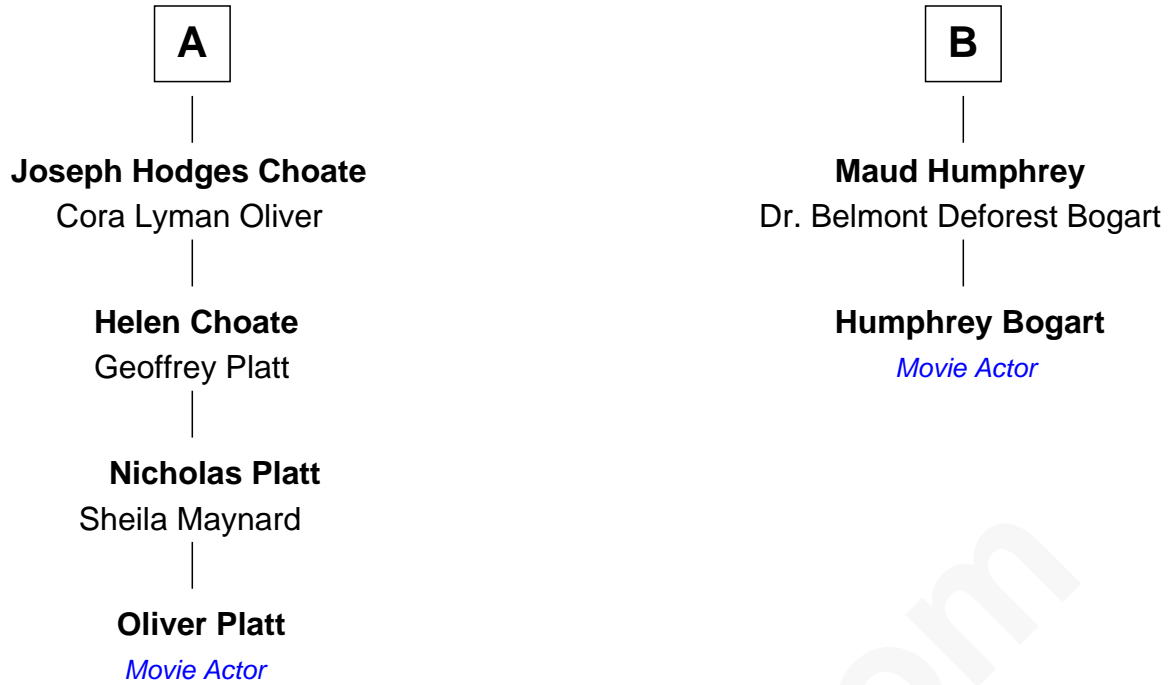 A
Joseph Hodges Choate
Cora Lyman Oliver
Helen Choate
Geoffrey Platt
Nicholas Platt
Sheila Maynard
Oliver Platt
Movie Actor
B
Maud Humphrey
Dr. Belmont Deforest Bogart
Humphrey Bogart
Movie Actor
om